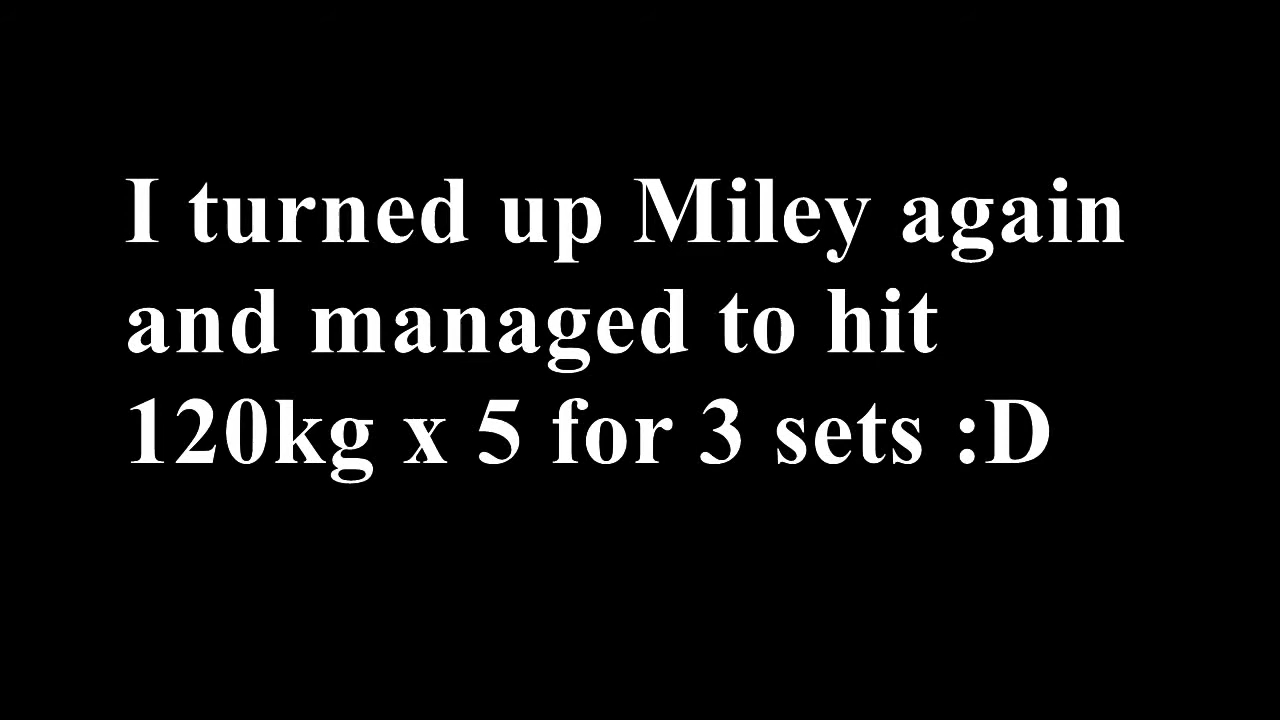 I turned up Miley again
and managed to hit
120kg x 5 for 3 sets :D